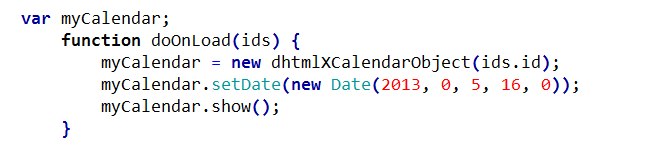 var myCalendar;
function doOnLoad(ids) {
myCalendar = new dhtmlXCalendarObject(ids.id);
myCalendar.setDate(new Date(2013, 0, 5, 16, 0));
myCalendar.show();
}